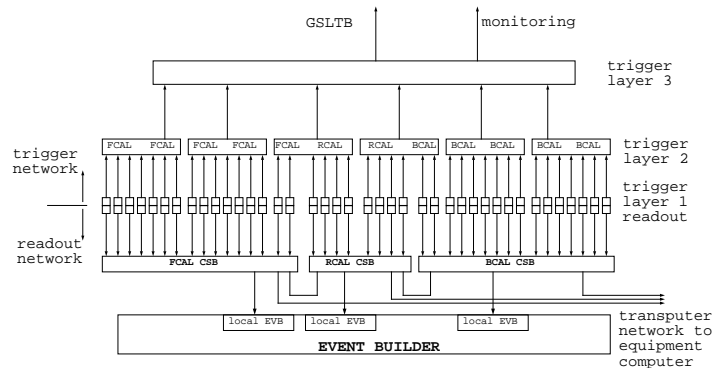 GSLTB
monitoring
trigger
layer 3
FCAL FCAL FCAL FCAL FCAL RCAL RCAL BCAL BCAL BCAL BCAL BCAL
trigger
layer 2
trigger
network
trigger
layer 1
readout
readout
network
FCAL CSB RCAL CSB BCAL CSB
transputer
network to
equipment
computer
local EVB local EVB local EVB
EVENT BUILDER